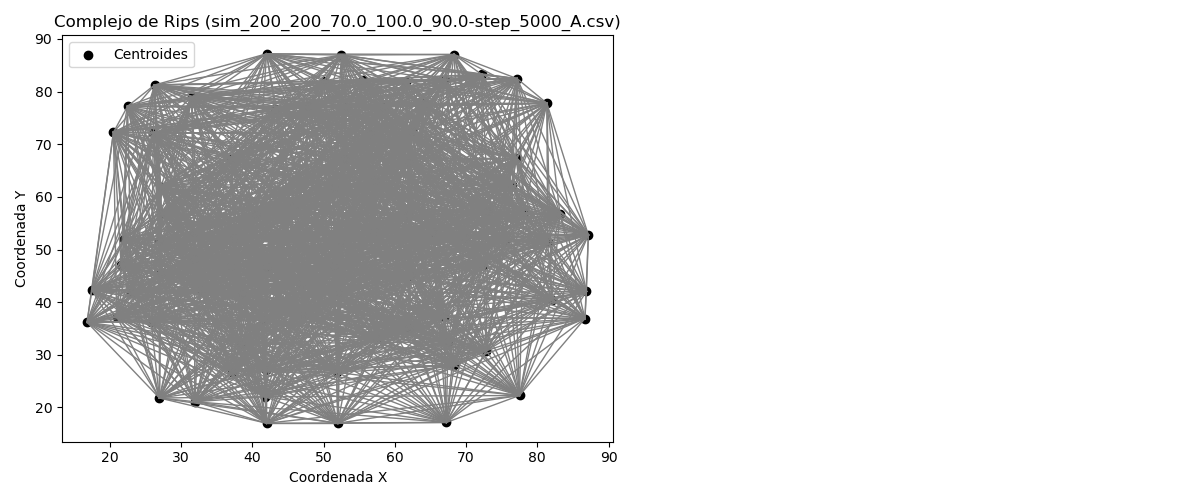 Complejo de Rips (sim_200_200_70.0_100.0_90.0-step_5000_A.csv)
Centroides
90
80
70
60
50
40
30
20
Coordenada Y
20 30 40 50 60 70 80 90
Coordenada X